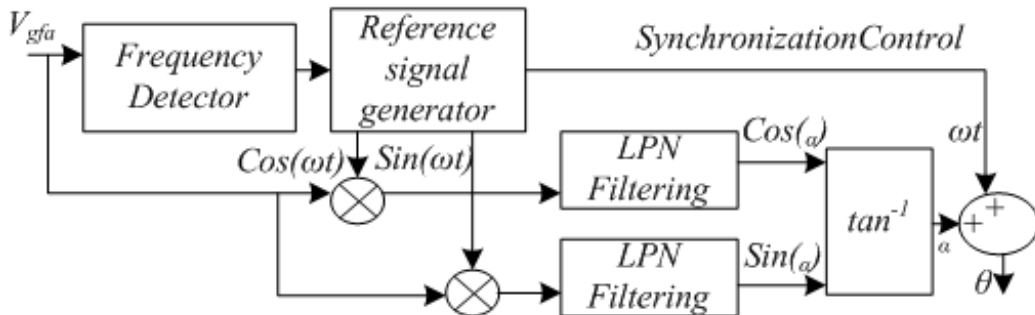 V_gfa
Frequency
Detector
Reference
signal
generator
SynchronizationControl
Cos(ωt) Sin(ωt)
LPN
Filtering
Cos(α)
ωt
tan⁻¹
+
+
α
LPN
Filtering
Sin(α)
θ